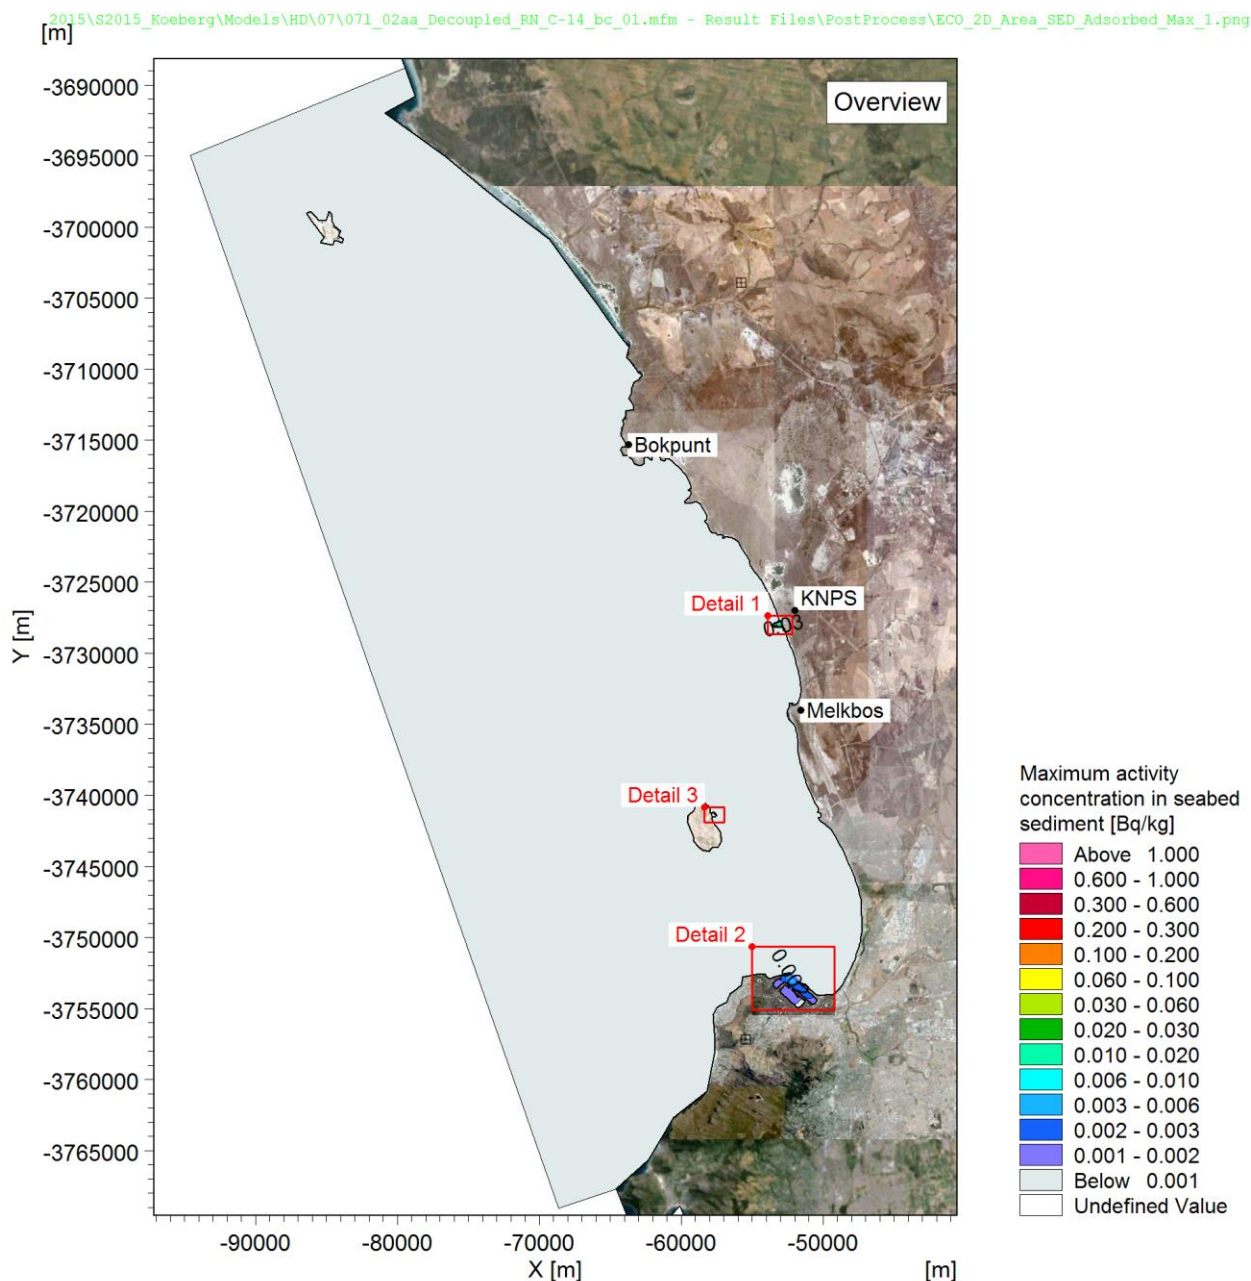 2015\S2015_Koeberg\Models\HD\07\071_02aa_Decoupled_RN_C-14_bc_01.mfm - Result Files\PostProcess\ECO_2D_Area_SED_Adsorbed_Max_1.png
[m]
Overview
-3690000
-3695000
-3700000
-3705000
-3710000
Bokpunt
-3715000
-3720000
-3725000
KNPS
Detail 1
Y [m]
-3730000
Melkbos
-3735000
Detail 3
-3740000
-3745000
Detail 2
-3750000
-3755000
-3760000
-3765000
-90000
-80000
-70000
-60000
-50000
X [m]
[m]
Maximum activity
concentration in seabed
sediment [Bq/kg]
Above 1.000
0.600 - 1.000
0.300 - 0.600
0.200 - 0.300
0.100 - 0.200
0.060 - 0.100
0.030 - 0.060
0.020 - 0.030
0.010 - 0.020
0.006 - 0.010
0.003 - 0.006
0.002 - 0.003
0.001 - 0.002
Below 0.001
Undefined Value